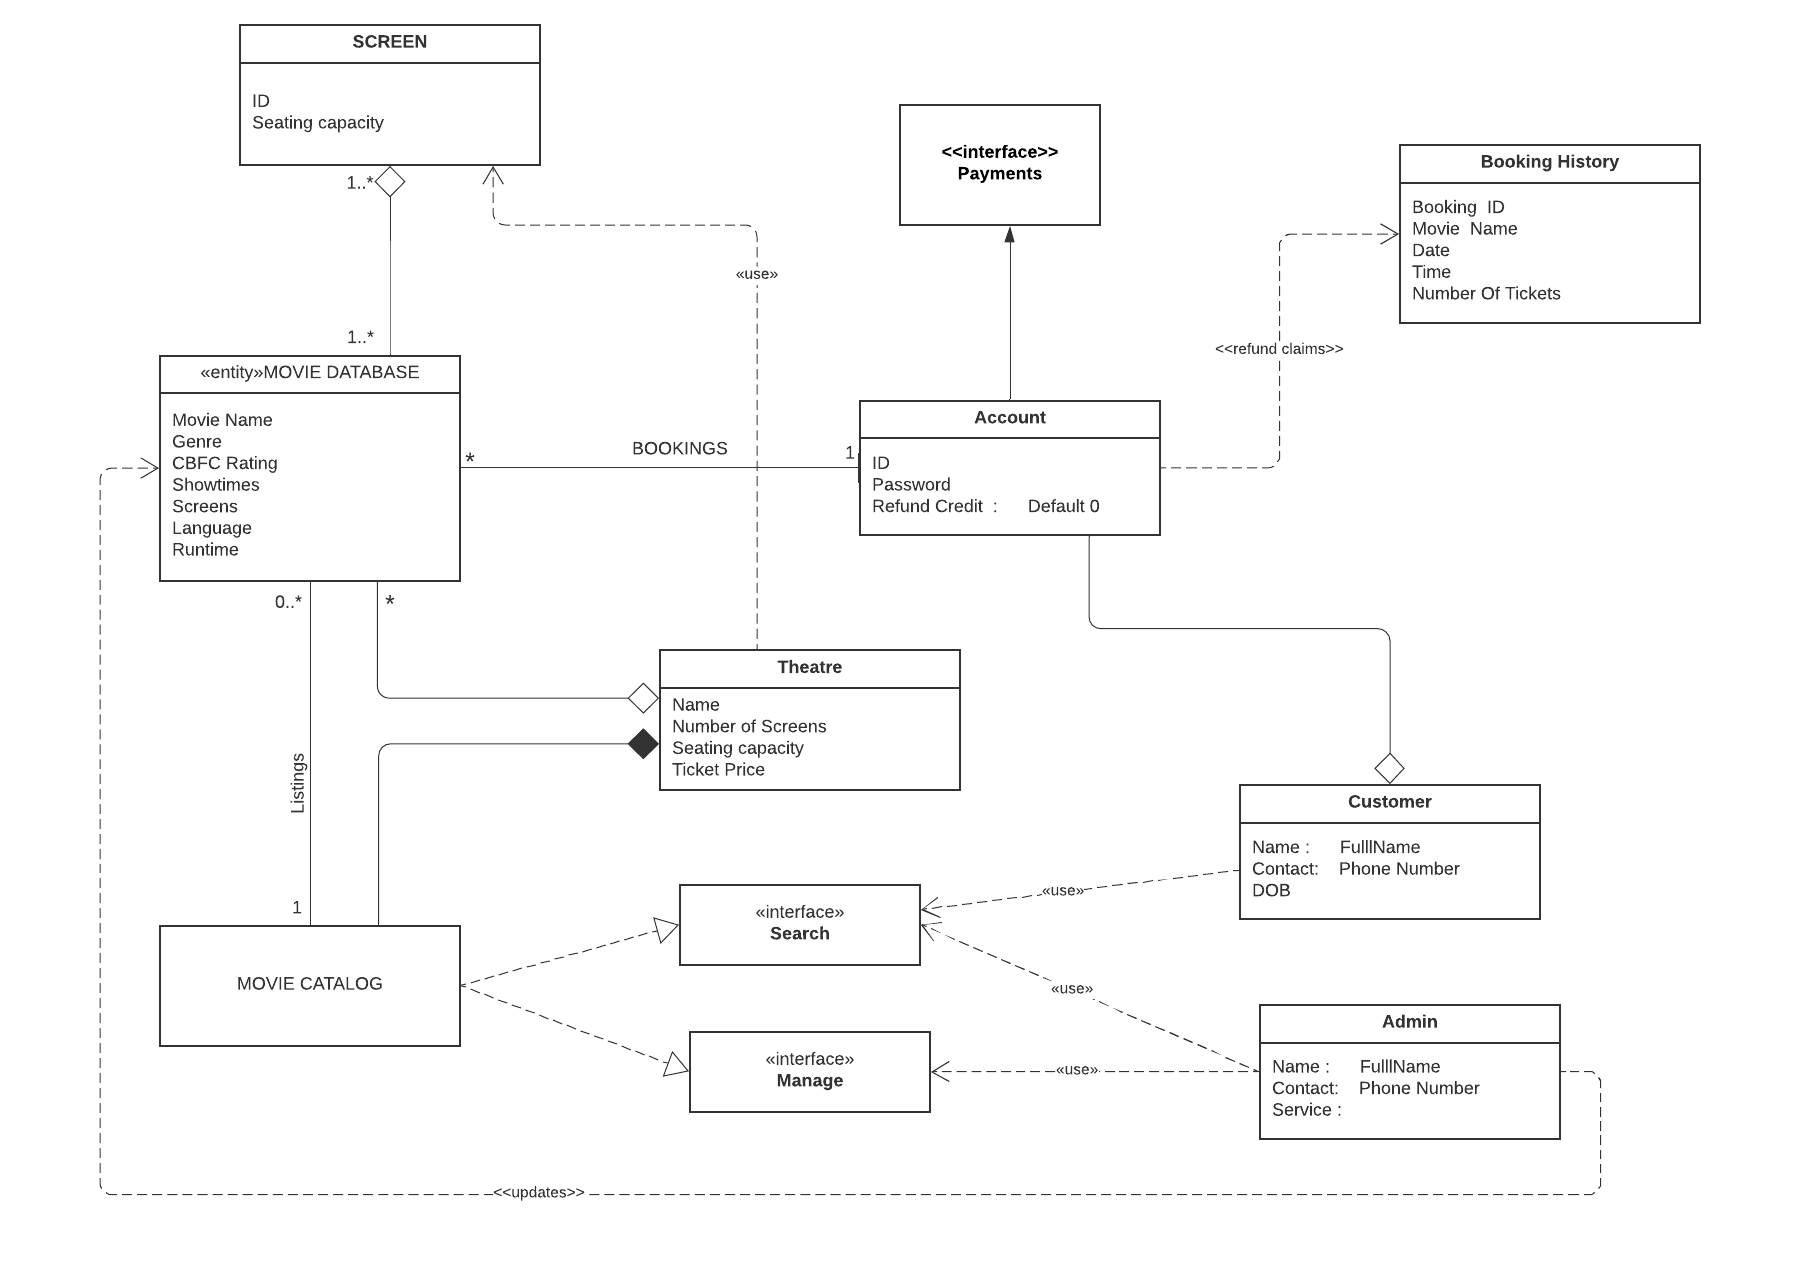 SCREEN
ID
Seating capacity
1..*
1..*
<<interface>>
Payments
Booking History
Booking  ID
Movie  Name
Date
Time
Number Of Tickets
«use»
<<refund claims>>
«entity»MOVIE DATABASE
Movie Name
Genre
CBFC Rating
Showtimes
Screens
Language
Runtime
*
BOOKINGS
1
Account
ID
Password
Refund Credit  :      Default 0
0..*
*
Listings
1
Theatre
Name
Number of Screens
Seating capacity
Ticket Price
Customer
Name :      FulllName
Contact:    Phone Number
DOB
«use»
«interface»
Search
MOVIE CATALOG
«use»
«interface»
Manage
«use»
Admin
Name :      FulllName
Contact:    Phone Number
Service :
<<updates>>